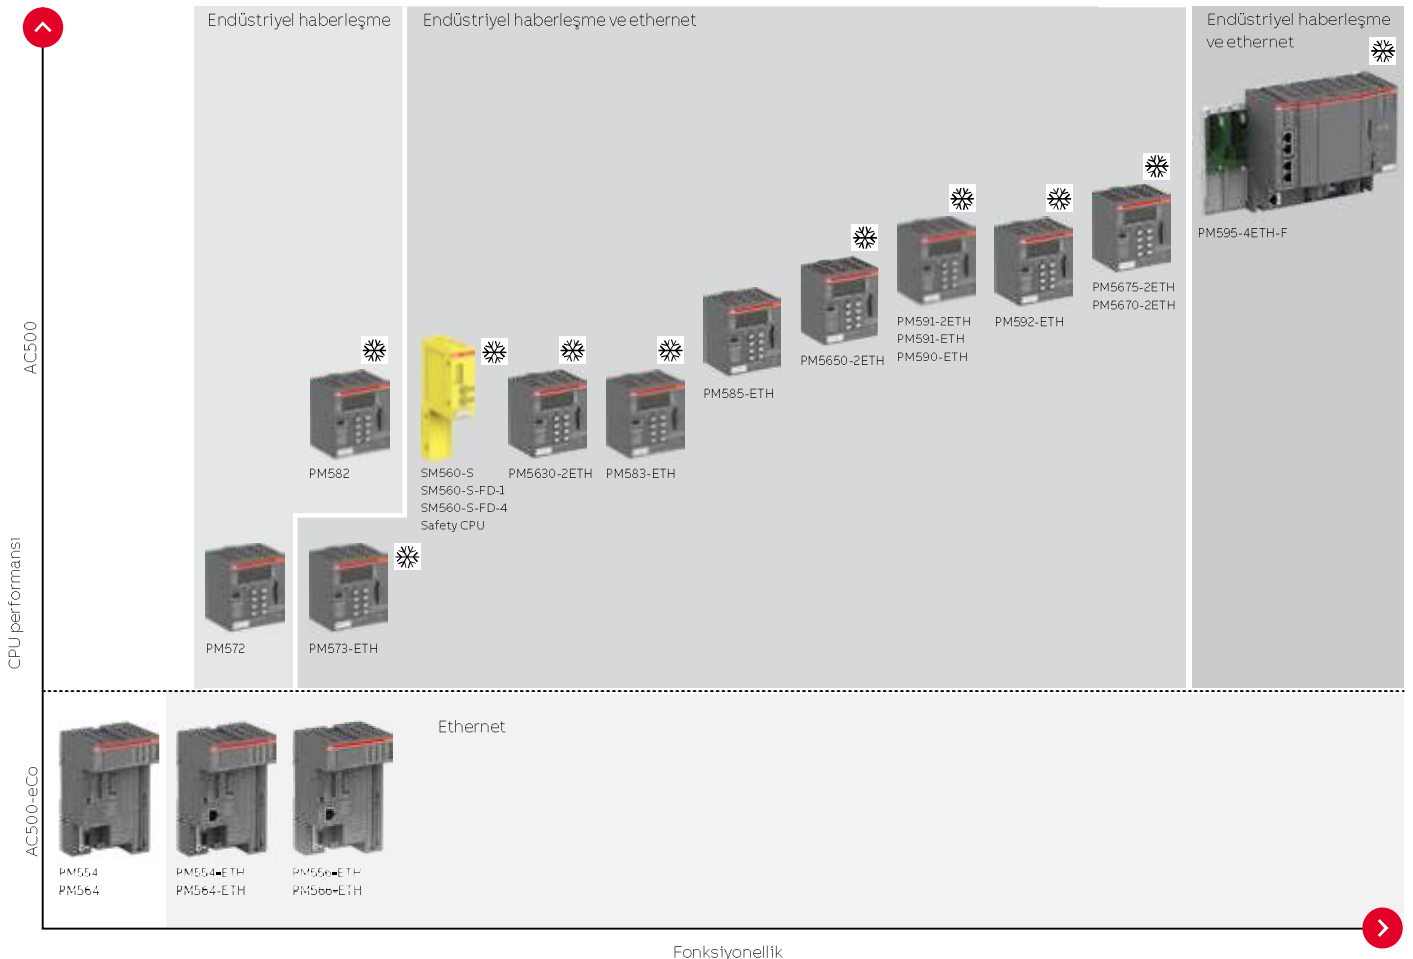 Endüstriyel haberleşme
Endüstriyel haberleşme ve ethernet
Endüstriyel haberleşme
ve ethernet
PM595-4ETH-F
PM5675-2ETH
PM5670-2ETH
PM591-2ETH
PM591-ETH
PM590-ETH
PM592-ETH
PM5650-2ETH
PM585-ETH
AC500
PM582
SM560-S
SM560-S-FD-1
SM560-S-FD-4
Safety CPU
PM5630-2ETH
PM583-ETH
CPU performansı
PM572
PM573-ETH
Ethernet
AC500-eCo
PM554
PM564
PM554-ETH
PM564-ETH
PM556-ETH
PM566-ETH
Fonksiyonellik